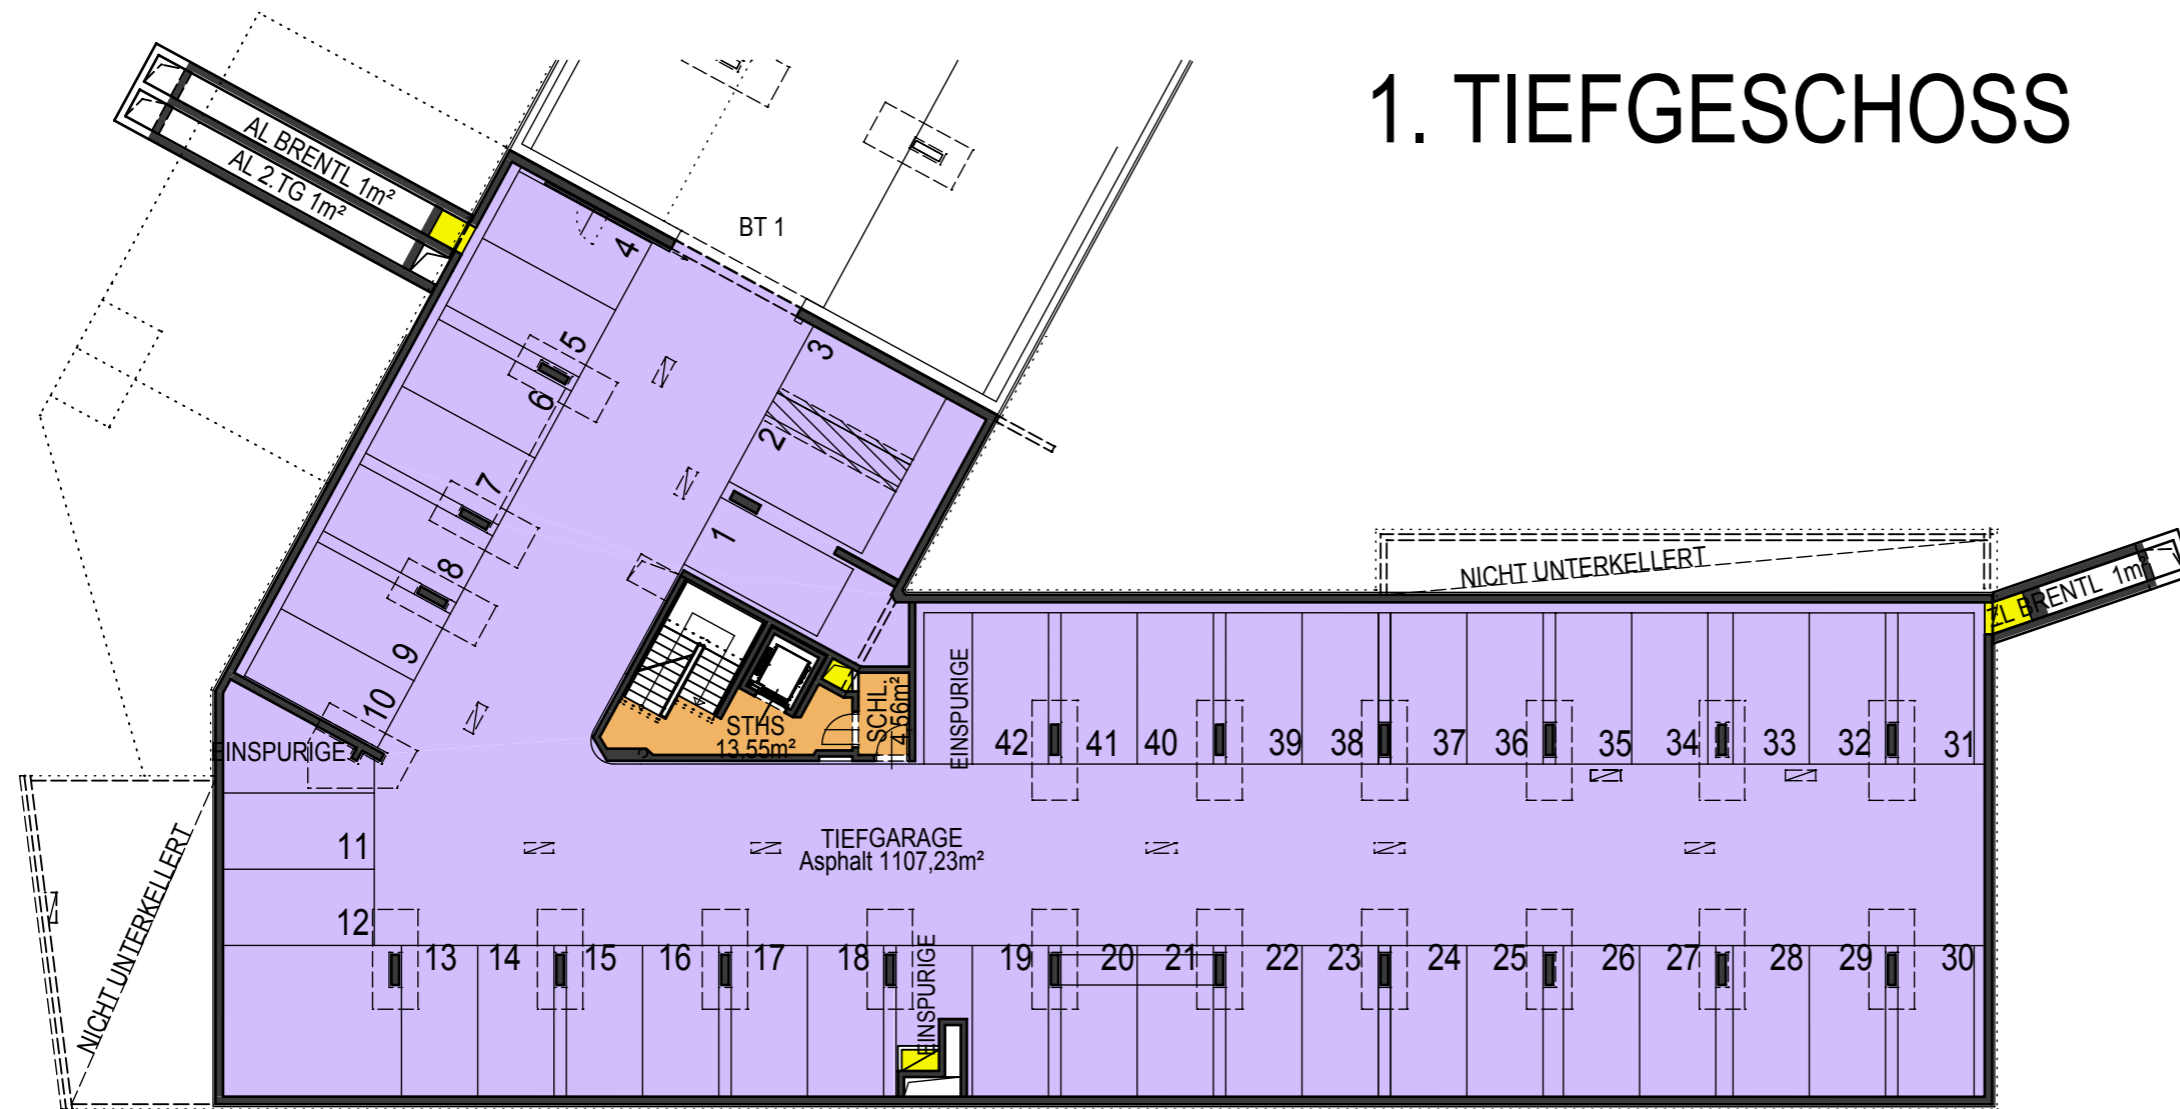 1. TIEFGESCHOSS
AL BRENTL 1m²
AL 2.TG 1m²
BT 1
4
3
5
6
2
7
1
8
9
10
NICHT UNTERKELLERT
ZL BRENTL 1m²
EINSPURIGE
STHS
13,55m²
SCHL.
4,56m²
EINSPURIGE
42 41 40 39 38 37 36 35 34 33 32 31
11
TIEFGARAGE
Asphalt 1107,23m²
12
NICHT UNTERKELLERT
13 14 15 16 17 18 19 20 21 22 23 24 25 26 27 28 29 30
EINSPURIGE